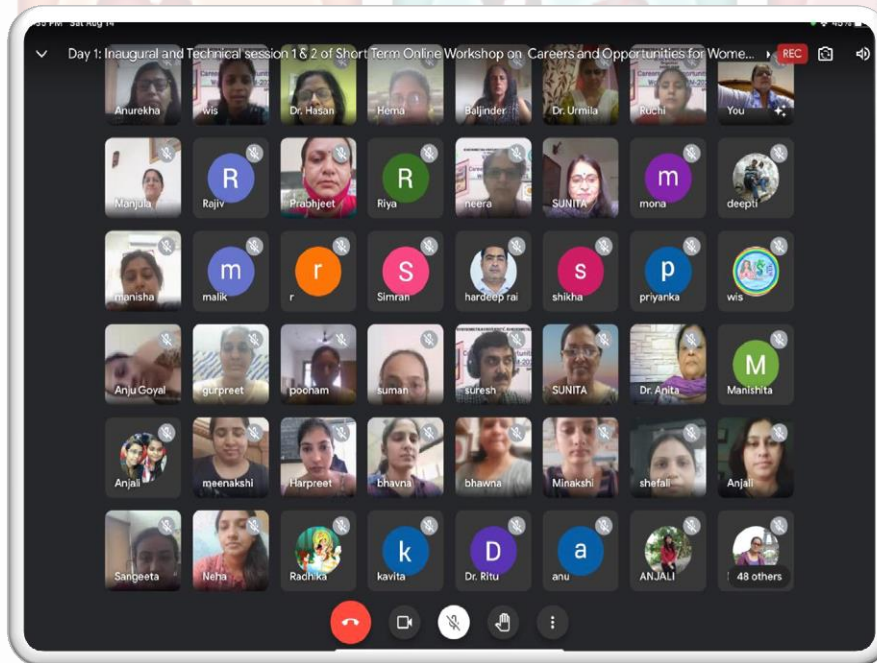 Sat Aug 14
Day 1: Inaugural and Technical session 1 & 2 of Short Term Online Workshop on Careers and Opportunities for Wome... REC
Anurekha wis Dr. Hasan Hema Baljinder Dr. Urmila Ruchi You
R R m
Manjula Rajiv Prabhjeet Riya neera SUNITA mona deepti
m r S s p
manisha malik r Simran hardeep rai shikha priyanka wis
M
Anju Goyal gurpreet poonam suman suresh SUNITA Dr. Anita Manishita
Anjali meenakshi Harpreet bhavna bhawna Minakshi shefali Anjali
k D a
Sangeeta Neha Radhika kavita Dr. Ritu anu ANJALI 48 others